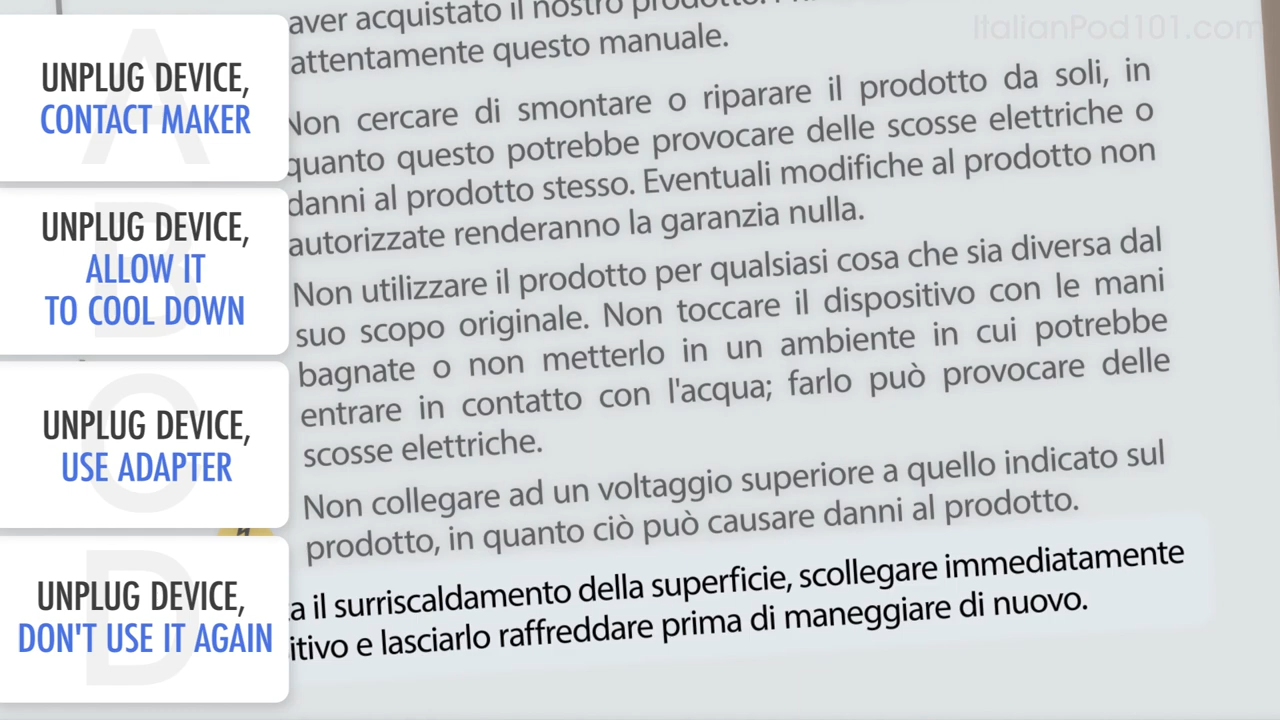 ItalianPod101.com
UNPLUG DEVICE,
CONTACT MAKER
UNPLUG DEVICE,
ALLOW IT
TO COOL DOWN
UNPLUG DEVICE,
USE ADAPTER
UNPLUG DEVICE,
DON'T USE IT AGAIN
aver acquistato il nostro prodotto.
attentamente questo manuale.
Non cercare di smontare o riparare il prodotto da soli, in
quanto questo potrebbe provocare delle scosse elettriche o
danni al prodotto stesso. Eventuali modifiche al prodotto non
autorizzate renderanno la garanzia nulla.
Non utilizzare il prodotto per qualsiasi cosa che sia diversa dal
suo scopo originale. Non toccare il dispositivo con le mani
bagnate o non metterlo in un ambiente in cui potrebbe
entrare in contatto con l'acqua; farlo può provocare delle
scosse elettriche.
Non collegare ad un voltaggio superiore a quello indicato sul
prodotto, in quanto ciò può causare danni al prodotto.
il surriscaldamento della superficie, scollegare immediatamente
itivo e lasciarlo raffreddare prima di maneggiare di nuovo.
A
B
C
D